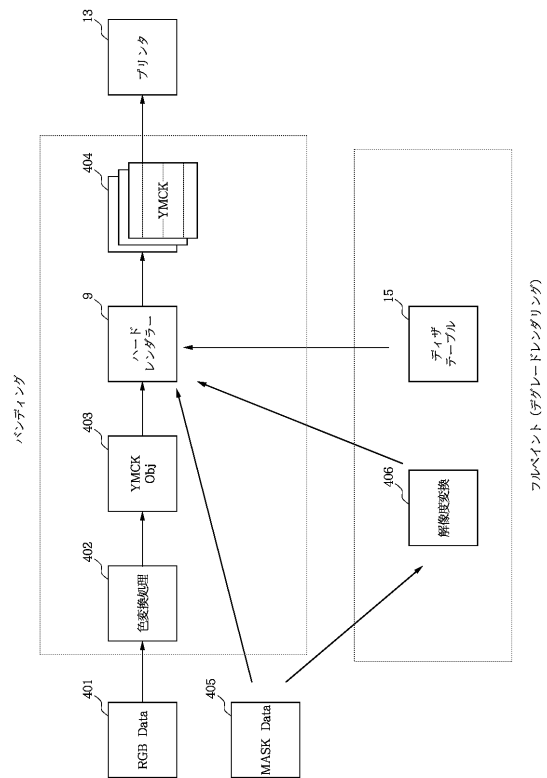 バンディング
401
RGB Data
402
色変換処理
403
YMCK
Obj
9
ハード
レンダラー
404
YMCK
13
プリンタ
405
MASK Data
406
解像度変換
15
ディザ
テーブル
フルペイント (デグレードレンダリング)